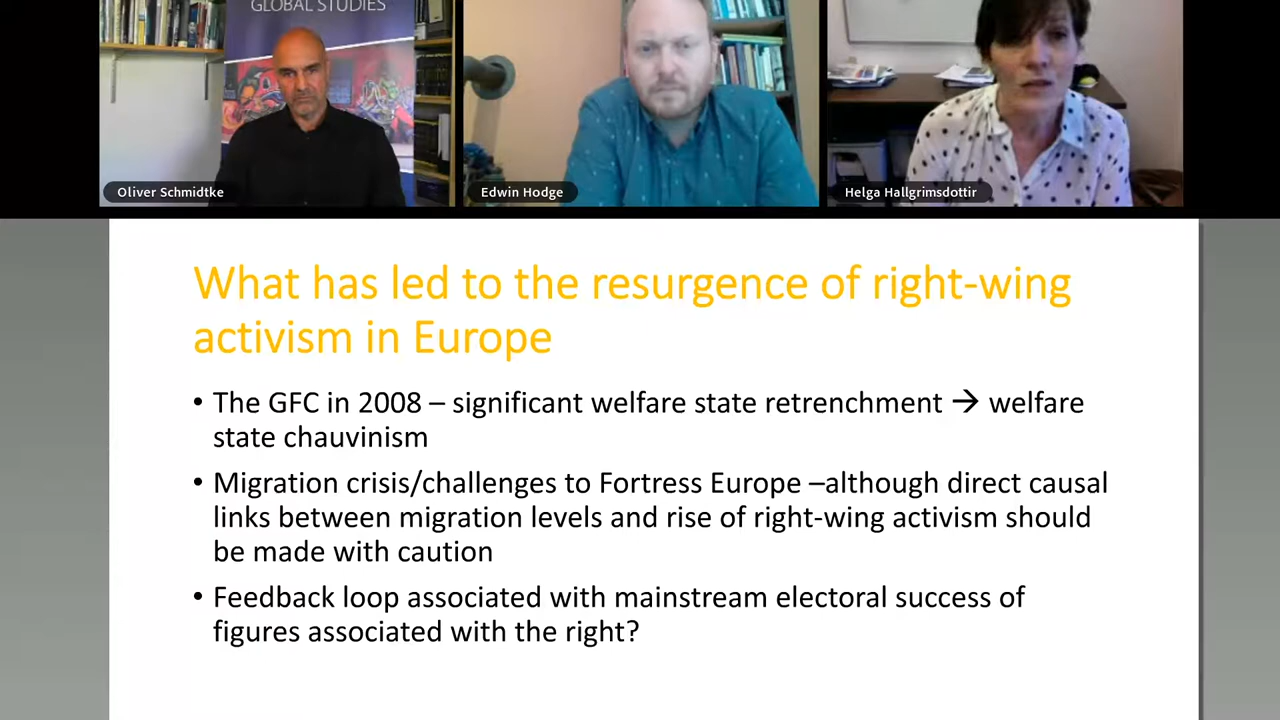 GLOBAL STUDIES
Oliver Schmidtke
Edwin Hodge
Helga Hallgrimsdottir
What has led to the resurgence of right-wing
activism in Europe
• The GFC in 2008 – significant welfare state retrenchment → welfare
state chauvinism
• Migration crisis/challenges to Fortress Europe –although direct causal
links between migration levels and rise of right-wing activism should
be made with caution
• Feedback loop associated with mainstream electoral success of
figures associated with the right?